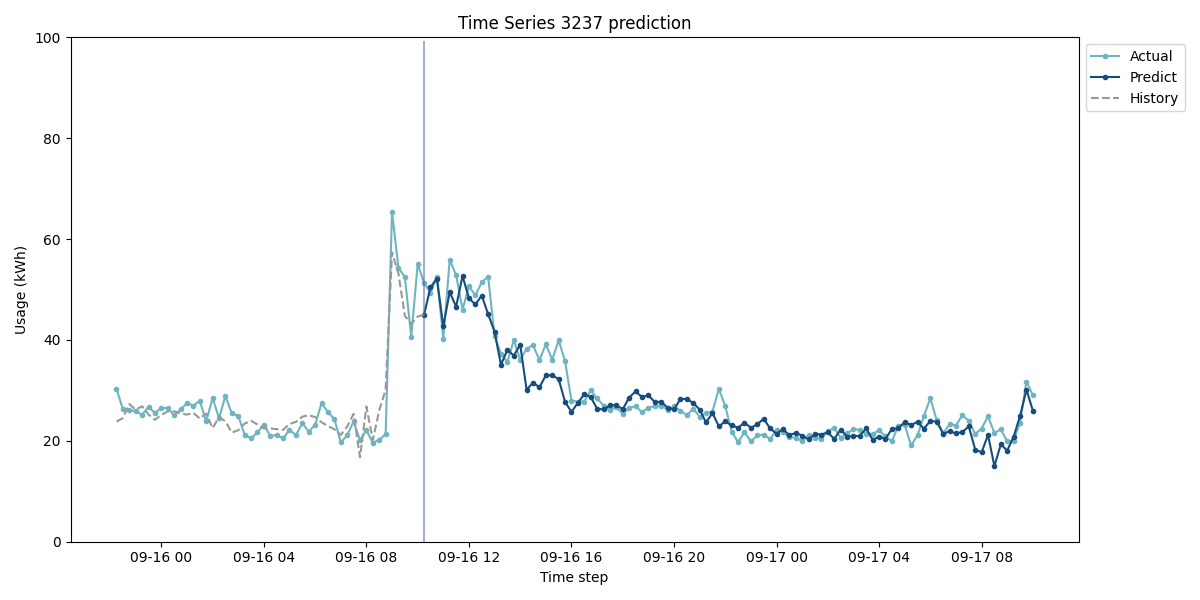 Time Series 3237 prediction
100
80
60
40
20
0
Usage (kWh)
09-16 00
09-16 04
09-16 08
09-16 12
09-16 16
09-16 20
09-17 00
09-17 04
09-17 08
Time step
Actual
Predict
History